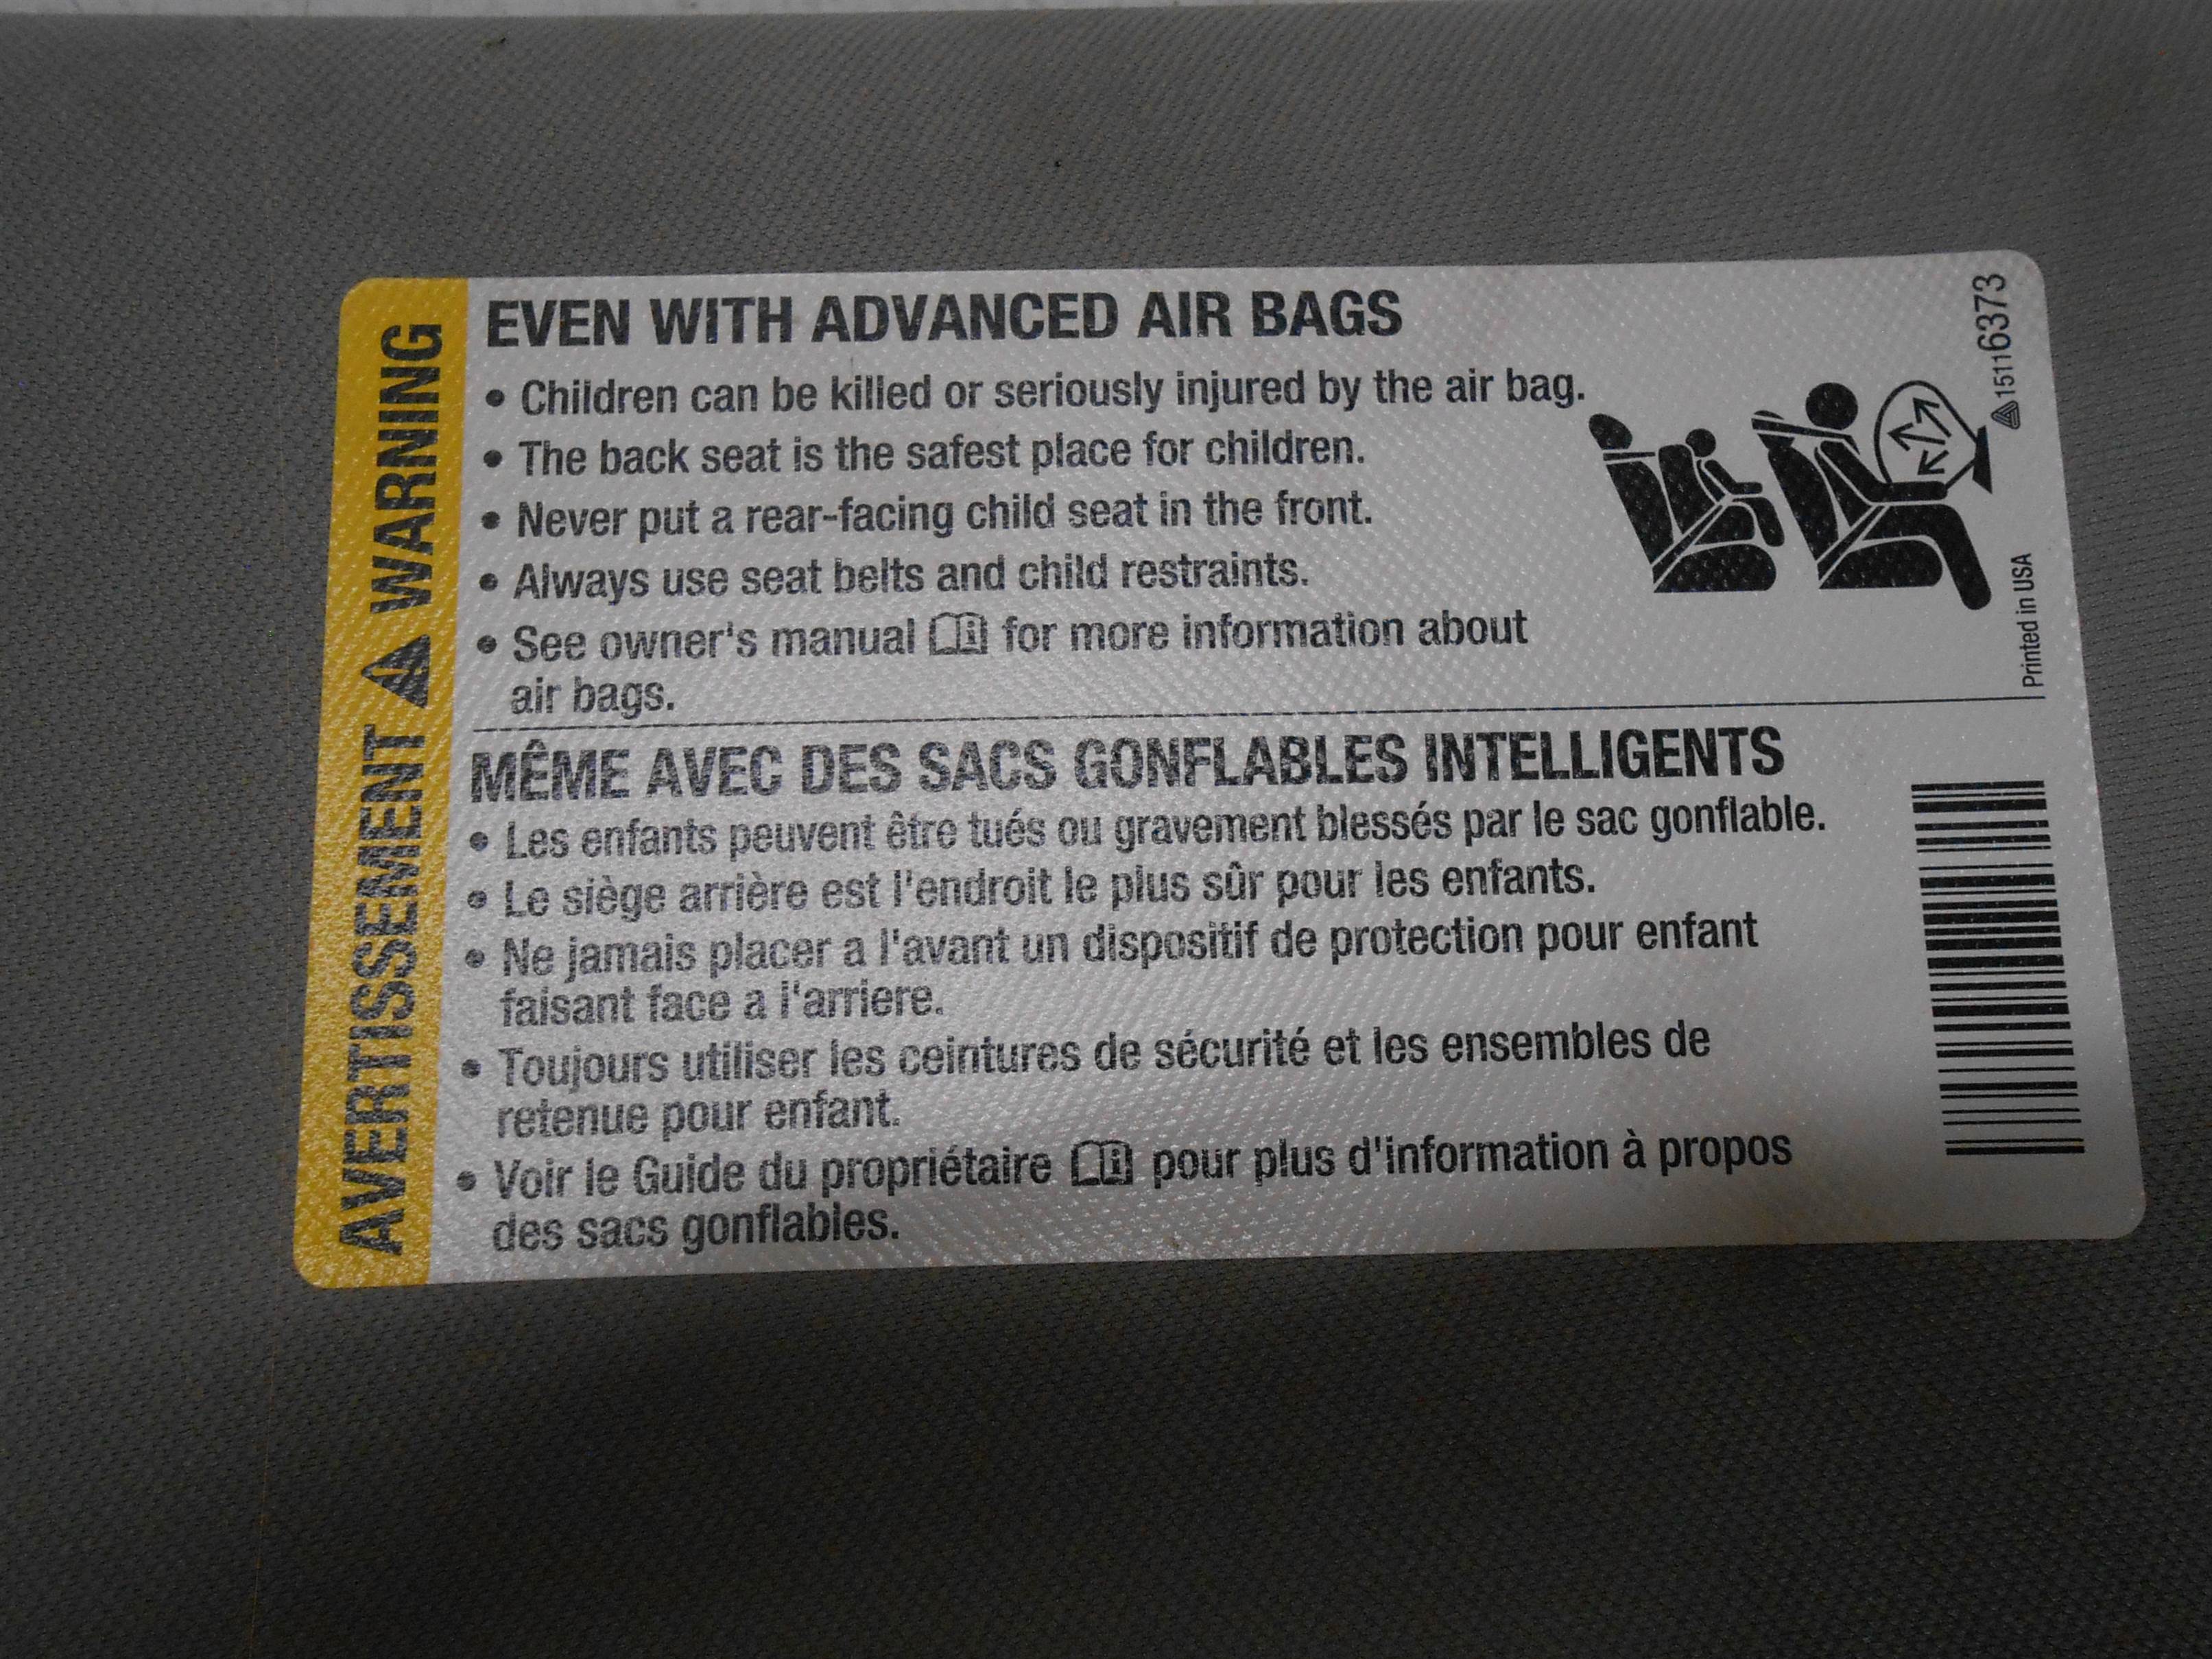 AVERTISSEMENT WARNING
EVEN WITH ADVANCED AIR BAGS
• Children can be killed or seriously injured by the air bag.
• The back seat is the safest place for children.
• Never put a rear-facing child seat in the front.
• Always use seat belts and child restraints.
• See owner's manual for more information about
air bags.
15116373
Printed in USA
MÊME AVEC DES SACS GONFLABLES INTELLIGENTS
• Les enfants peuvent être tués ou gravement blessés par le sac gonflable.
• Le siège arrière est l'endroit le plus sûr pour les enfants.
• Ne jamais placer a l'avant un dispositif de protection pour enfant
faisant face a l'arriere.
• Toujours utiliser les ceintures de sécurité et les ensembles de
retenue pour enfant.
• Voir le Guide du propriétaire pour plus d'information à propos
des sacs gonflables.